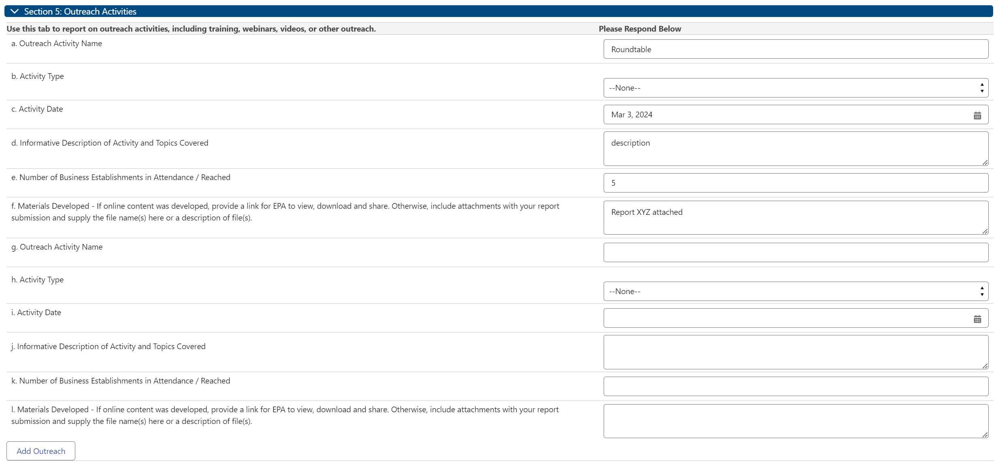 Section 5: Outreach Activities
Use this tab to report on outreach activities, including training, webinars, videos, or other outreach. Please Respond Below
a. Outreach Activity Name
Roundtable
b. Activity Type
--None--
c. Activity Date
Mar 3, 2024
d. Informative Description of Activity and Topics Covered
description
e. Number of Business Establishments in Attendance / Reached
5
f. Materials Developed - If online content was developed, provide a link for EPA to view, download and share. Otherwise, include attachments with your report
submission and supply the file name(s) here or a description of file(s).
Report XYZ attached
g. Outreach Activity Name
h. Activity Type
--None--
i. Activity Date
j. Informative Description of Activity and Topics Covered
k. Number of Business Establishments in Attendance / Reached
l. Materials Developed - If online content was developed, provide a link for EPA to view, download and share. Otherwise, include attachments with your report
submission and supply the file name(s) here or a description of file(s).
Add Outreach